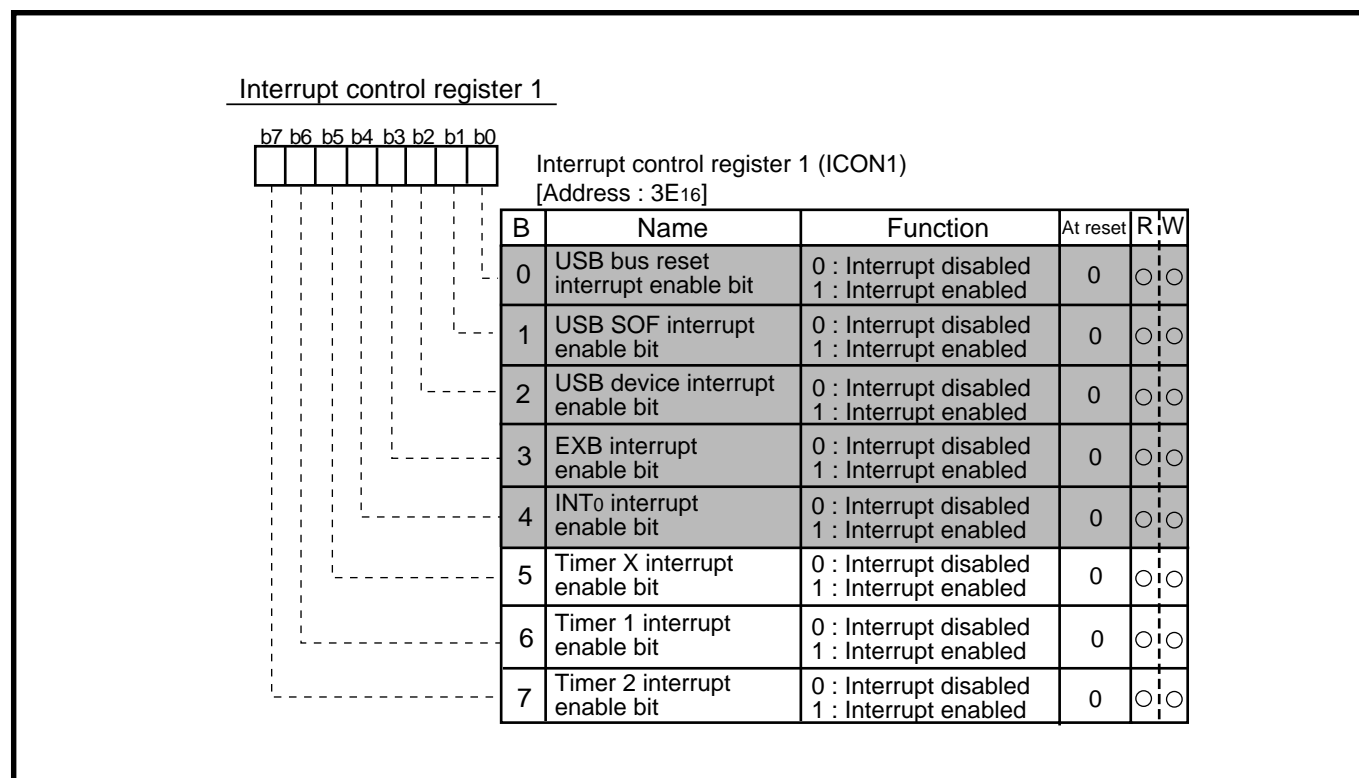 Interrupt control register 1
b7 b6 b5 b4 b3 b2 b1 b0
Interrupt control register 1 (ICON1)
[Address : 3E16]
B Name Function At reset R W
0 USB bus reset interrupt enable bit 0 : Interrupt disabled 1 : Interrupt enabled 0 ○ ○
1 USB SOF interrupt enable bit 0 : Interrupt disabled 1 : Interrupt enabled 0 ○ ○
2 USB device interrupt enable bit 0 : Interrupt disabled 1 : Interrupt enabled 0 ○ ○
3 EXB interrupt enable bit 0 : Interrupt disabled 1 : Interrupt enabled 0 ○ ○
4 INT0 interrupt enable bit 0 : Interrupt disabled 1 : Interrupt enabled 0 ○ ○
5 Timer X interrupt enable bit 0 : Interrupt disabled 1 : Interrupt enabled 0 ○ ○
6 Timer 1 interrupt enable bit 0 : Interrupt disabled 1 : Interrupt enabled 0 ○ ○
7 Timer 2 interrupt enable bit 0 : Interrupt disabled 1 : Interrupt enabled 0 ○ ○